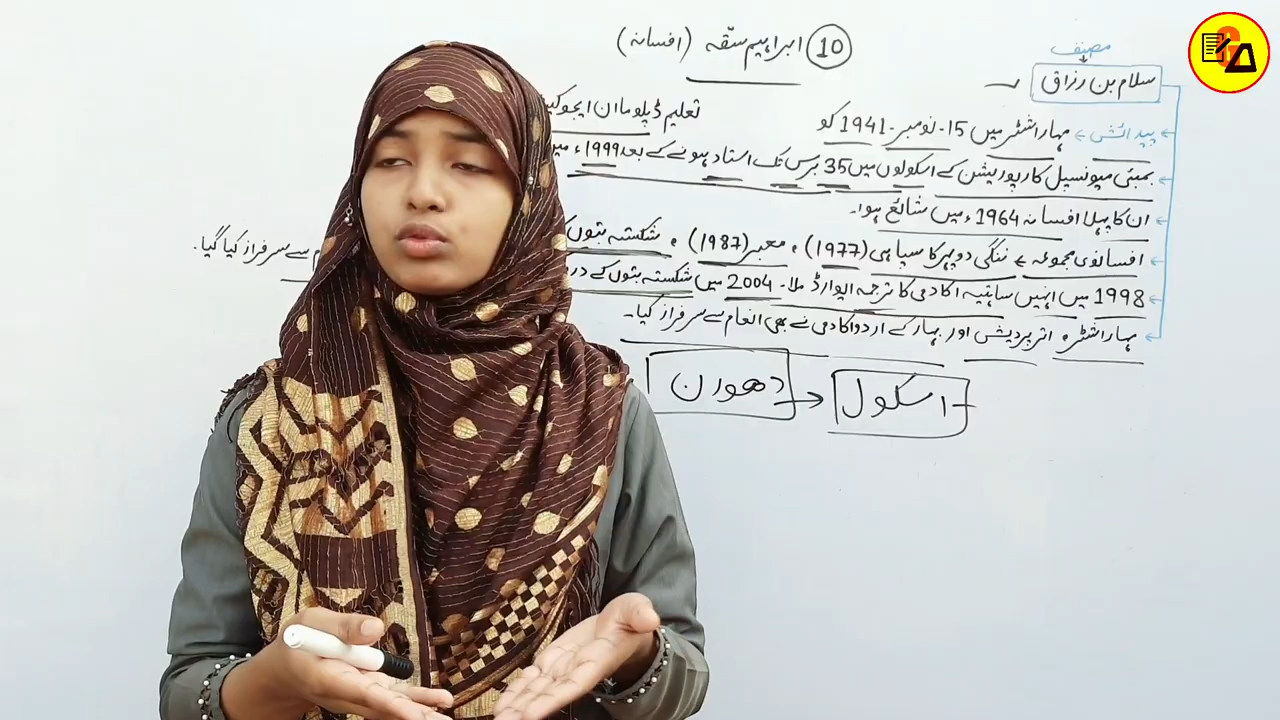 10 ابراہیم سقّہ (افسانہ)
مصنف
سلام بن رزاق
پیدائش ← مہاراشٹر میں 15-نومبر-1941 کو
تعلیم ڈپلوما ان ایجوکی
بمبئی میونسپل کارپوریشن کے اسکولوں میں 35 برس تک استاد ہونے کے بعد 1999ء میں
ان کا پہلا افسانہ 1964ء میں شائع ہوا۔
افسانوی مجموعہ ← ننگی دوپہر کا سپاہی (1977)، معبر (1987)، شکستہ بتوں ک
1998 میں انہیں ساہتیہ اکادمی کا ترجمہ ایوارڈ ملا۔ 2004 میں شکستہ بتوں کے در م سے سرفراز کیا گیا۔
مہاراشٹر، اتر پردیش اور بہار کے اردو اکادمی نے بھی انعام سے سرفراز کیا۔
اسکول ← دھورن